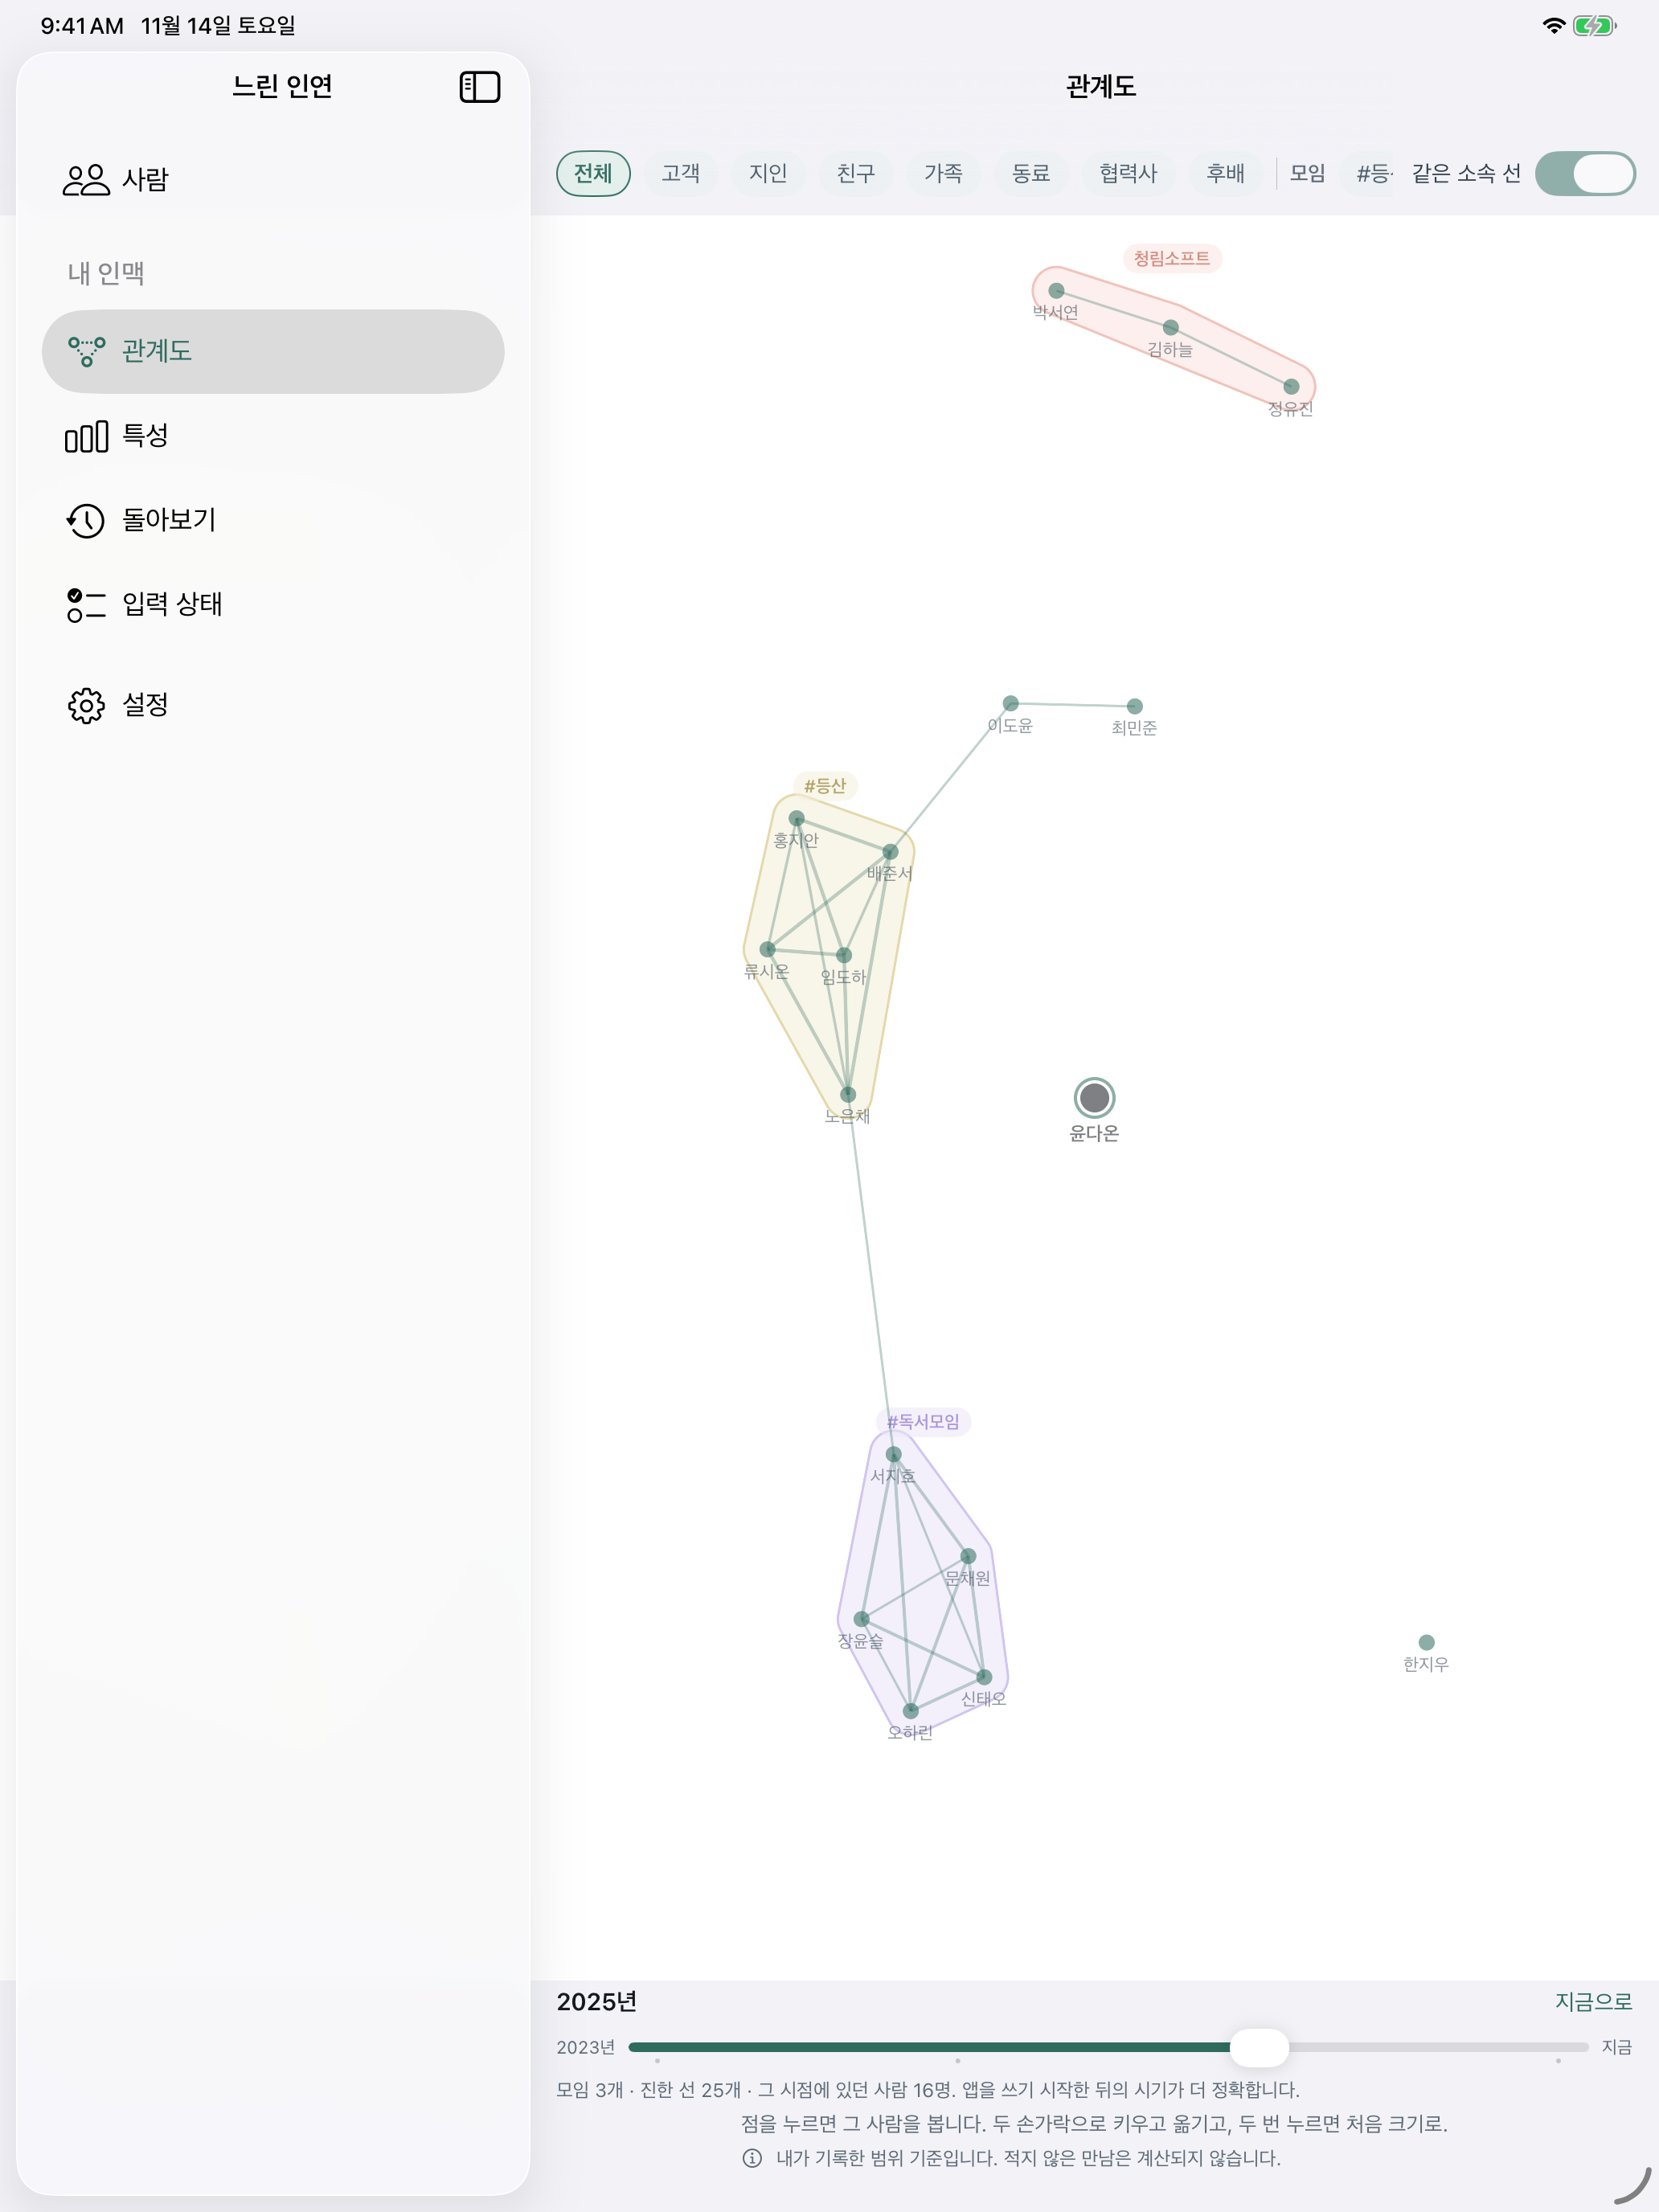 9:41 AM 11월 14일 토요일
느린 인연
사람
내 인맥
관계도
특성
돌아보기
입력 상태
설정
관계도
전체 고객 지인 친구 가족 동료 협력사 후배 모임 #등 같은 소속 선
청림소프트
박서연
김하늘
정유진
이도윤
최민준
#등산
홍지안
배준서
류시온
임도하
노은채
윤다온
#독서모임
서지호
문채원
장윤슬
한지우
신태오
오하린
2025년 지금으로
2023년 지금
모임 3개 · 진한 선 25개 · 그 시점에 있던 사람 16명. 앱을 쓰기 시작한 뒤의 시기가 더 정확합니다.
점을 누르면 그 사람을 봅니다. 두 손가락으로 키우고 옮기고, 두 번 누르면 처음 크기로.
내가 기록한 범위 기준입니다. 적지 않은 만남은 계산되지 않습니다.